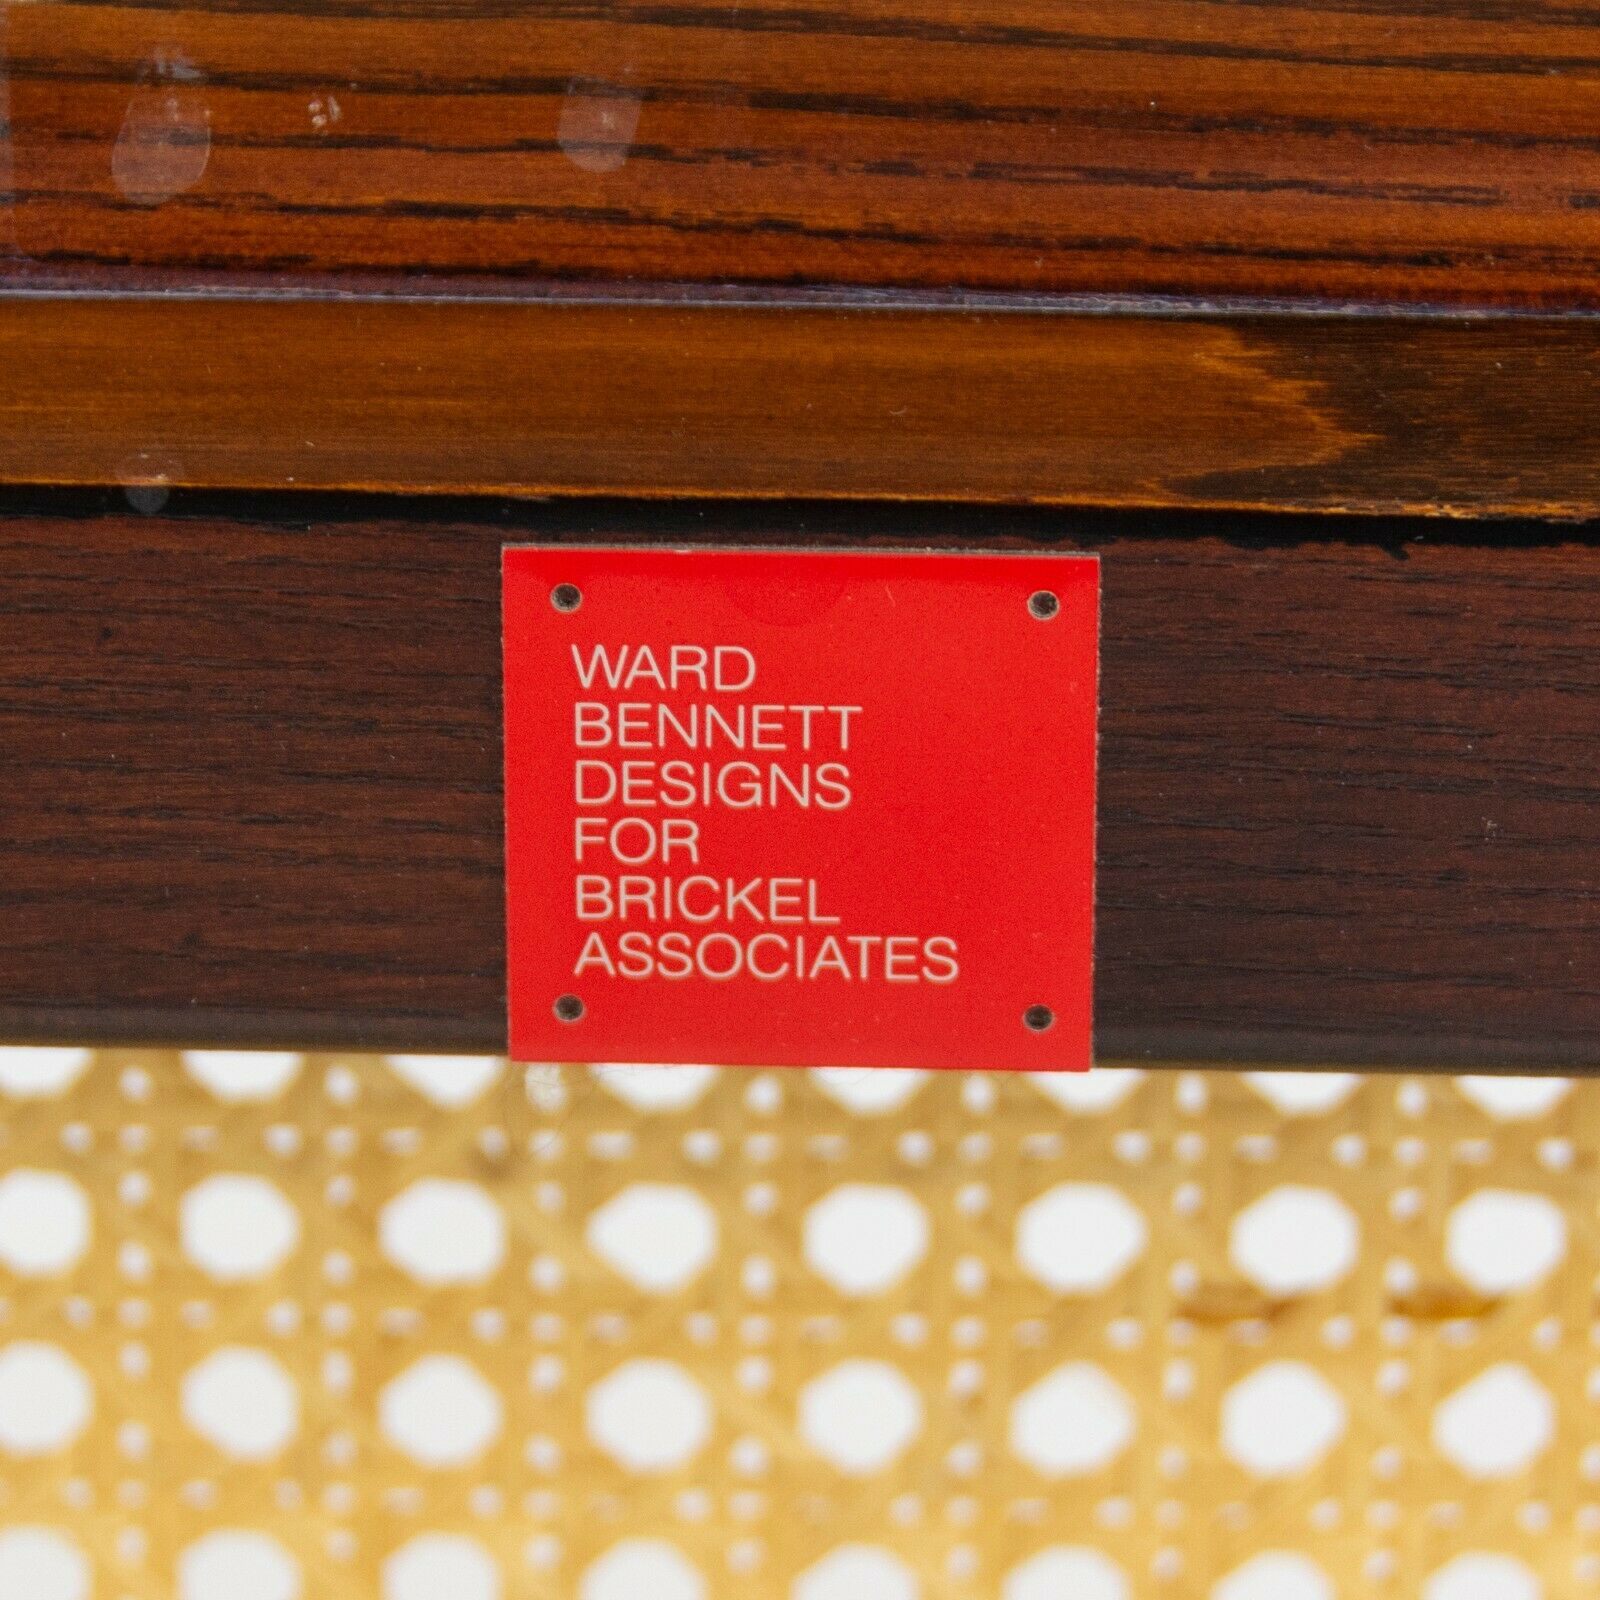 WARD
BENNETT
DESIGNS
FOR
BRICKEL
ASSOCIATES